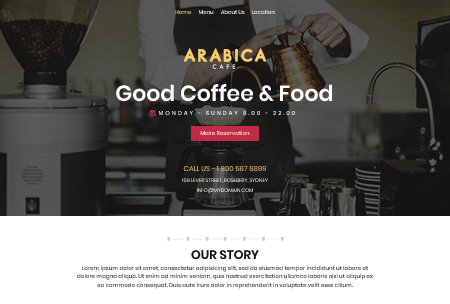 Home Menu About Us Location
ARABICA
CAFE
Good Coffee & Food
MONDAY - SUNDAY 8.00 - 22.00
Make Reservation
CALL US - 1 800 567 8899
109 LEVER STREET, ROSEBERY, SYDNEY
INFO@MYDOMAIN.COM
OUR STORY
Lorem ipsum dolor sit amet, consectetur adipisicing elit, sed do eiusmod tempor incididunt ut labore et
dolore magna aliqua. Ut enim ad minim veniam, quis nostrud exercitation ullamco laboris nisi ut aliquip ex
ea commodo consequat. Duis aute irure dolor in reprehenderit in voluptate velit esse cillum.